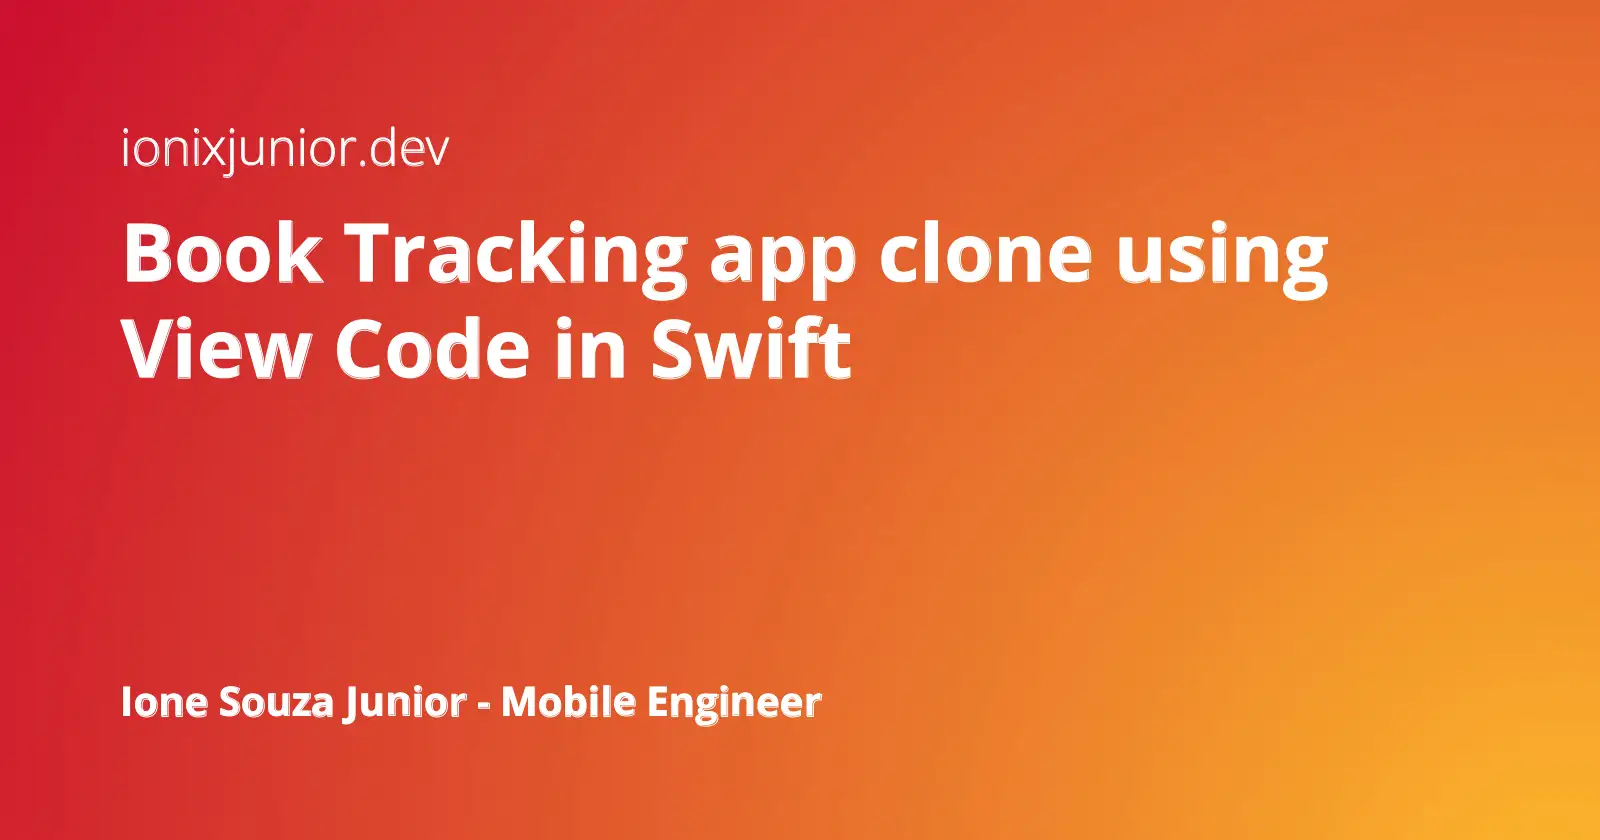 ionixjunior.dev
Book Tracking app clone using
View Code in Swift
Ione Souza Junior - Mobile Engineer